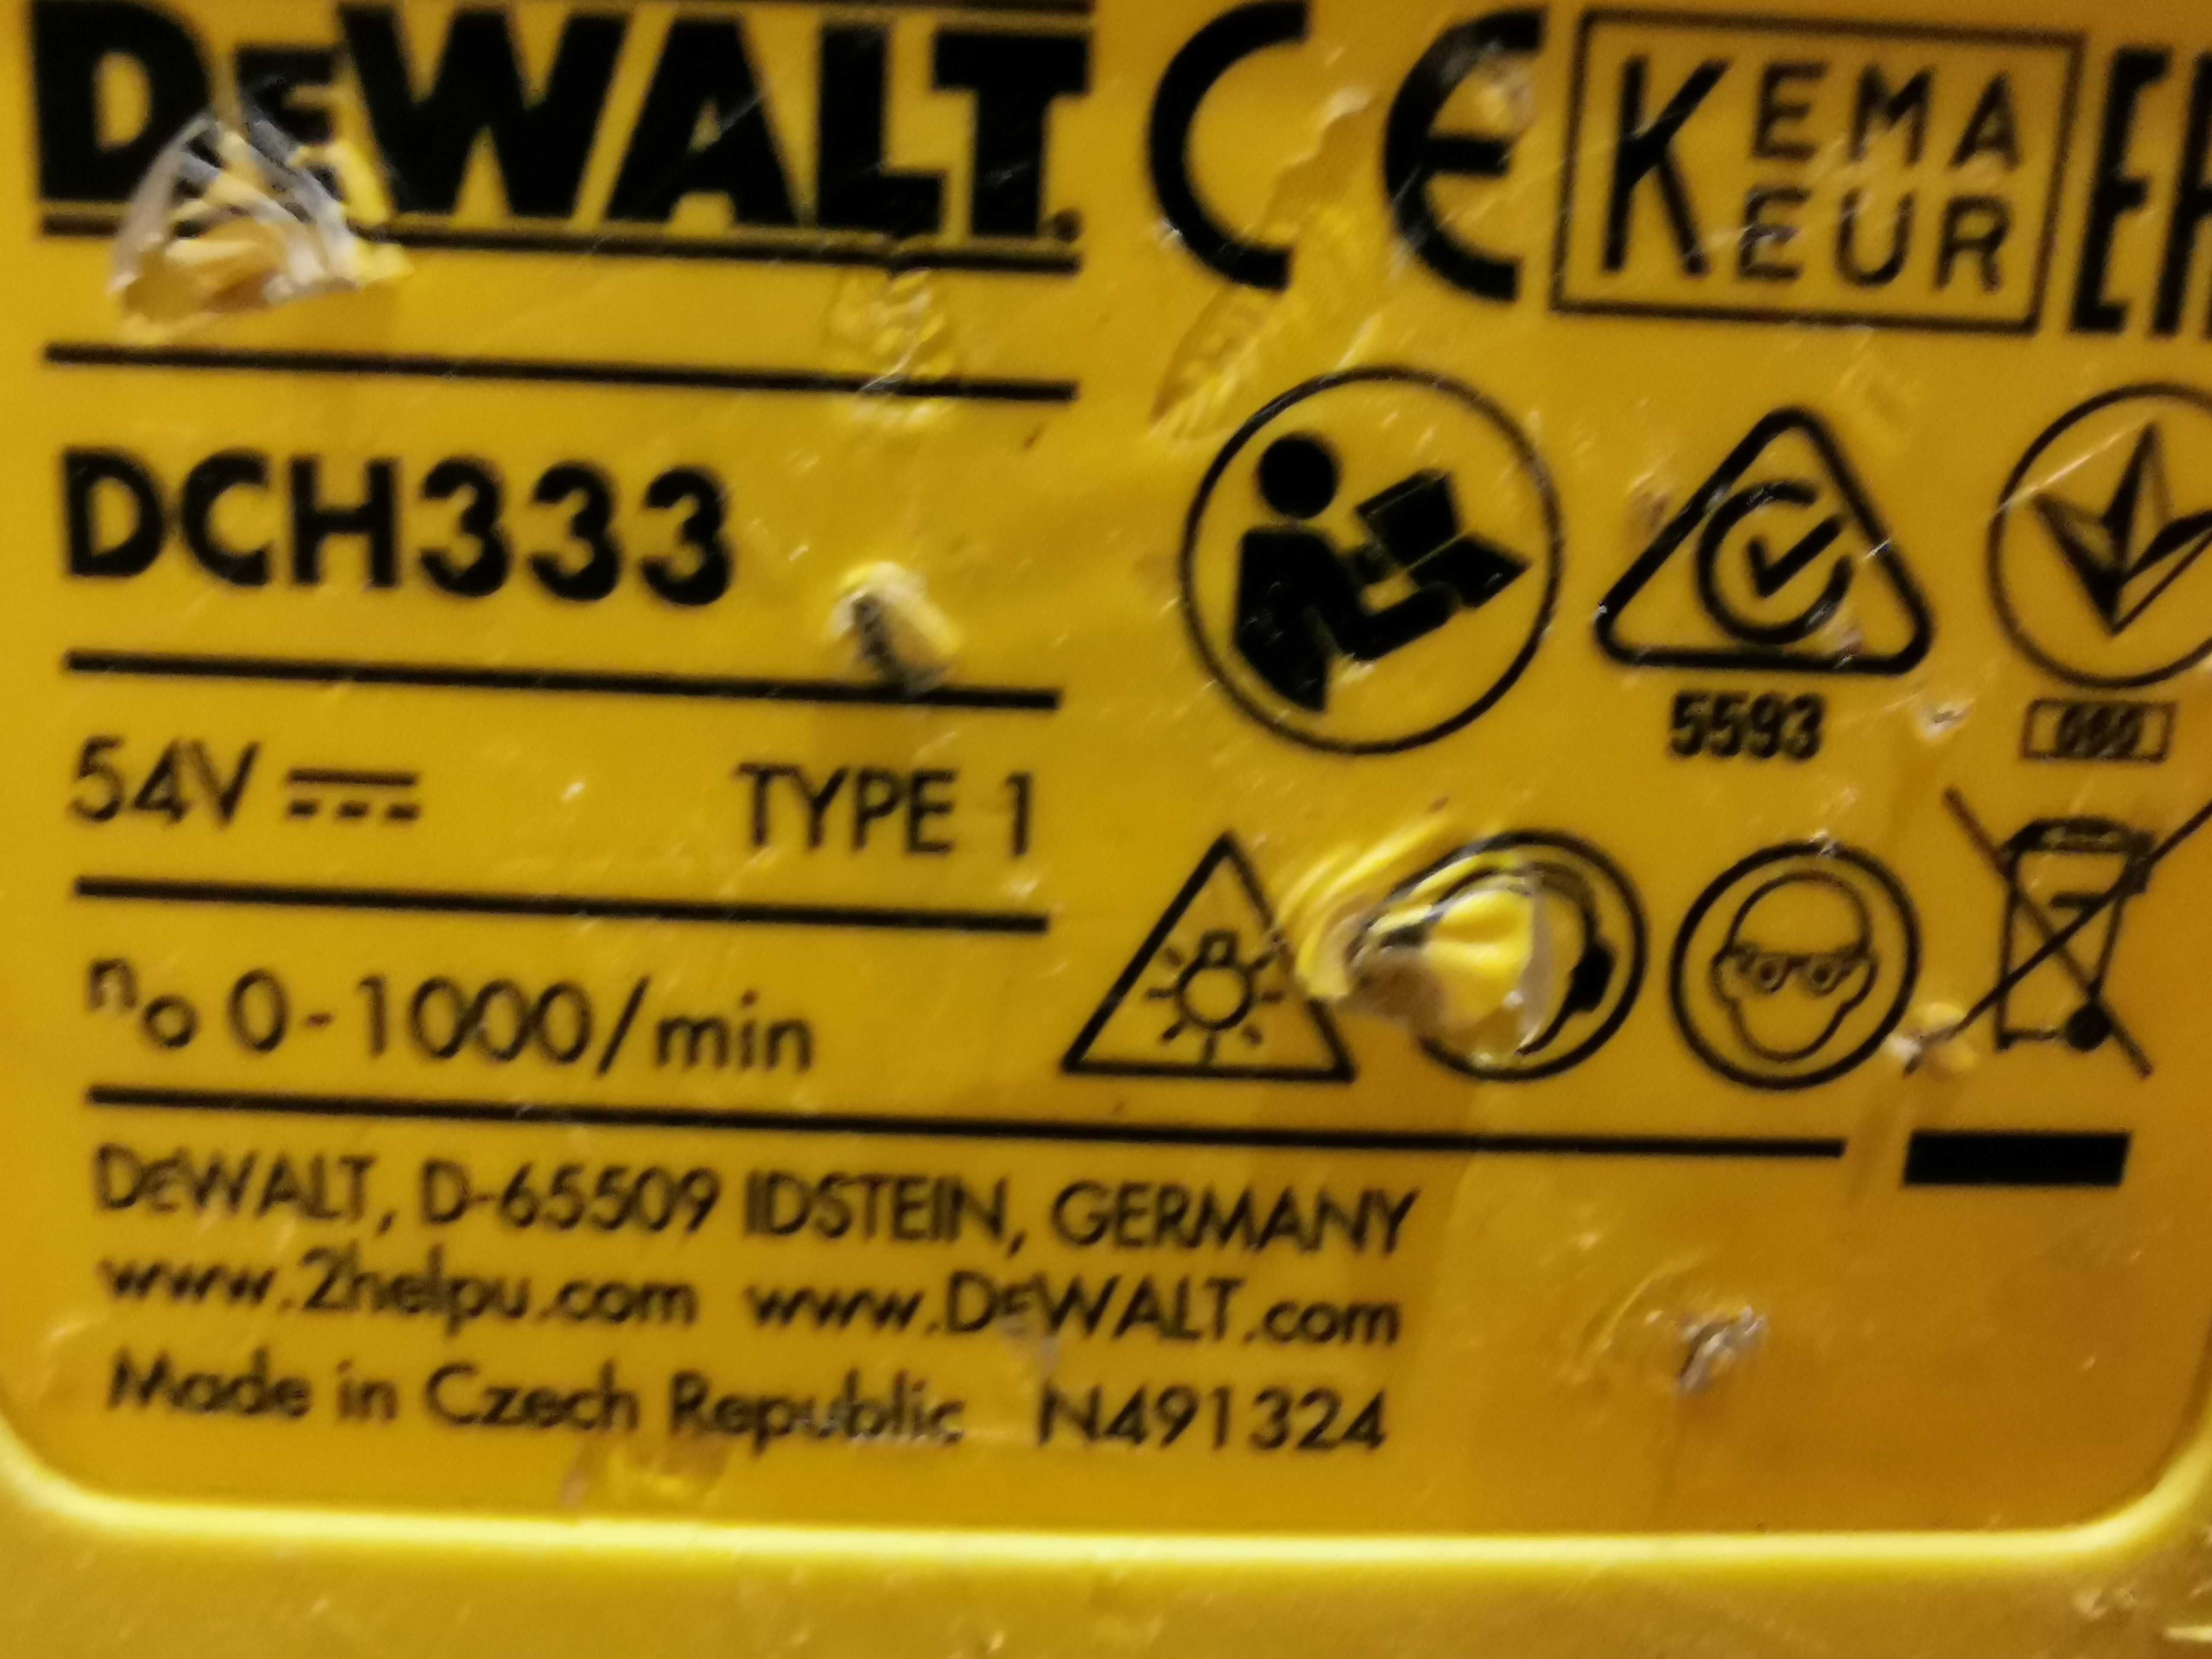 DEWALT. CE KEMA KEUR
DCH333
5593
54V TYPE 1
no 0-1000/min
DEWALT, D-65509 IDSTEIN, GERMANY
www.2helpu.com www.DEWALT.com
Made in Czech Republic N491324